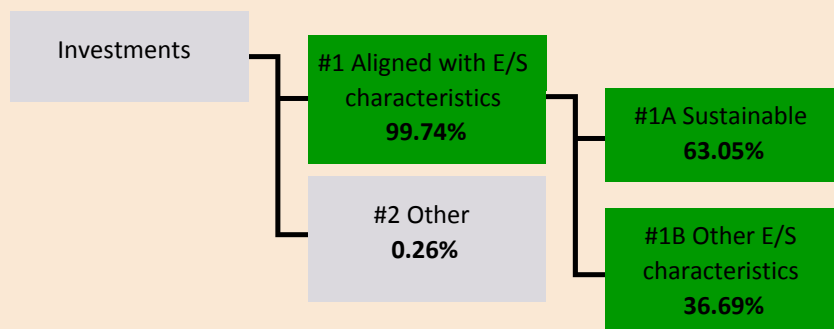 Investments
#1 Aligned with E/S
characteristics
99.74%
#2 Other
0.26%
#1A Sustainable
63.05%
#1B Other E/S
characteristics
36.69%